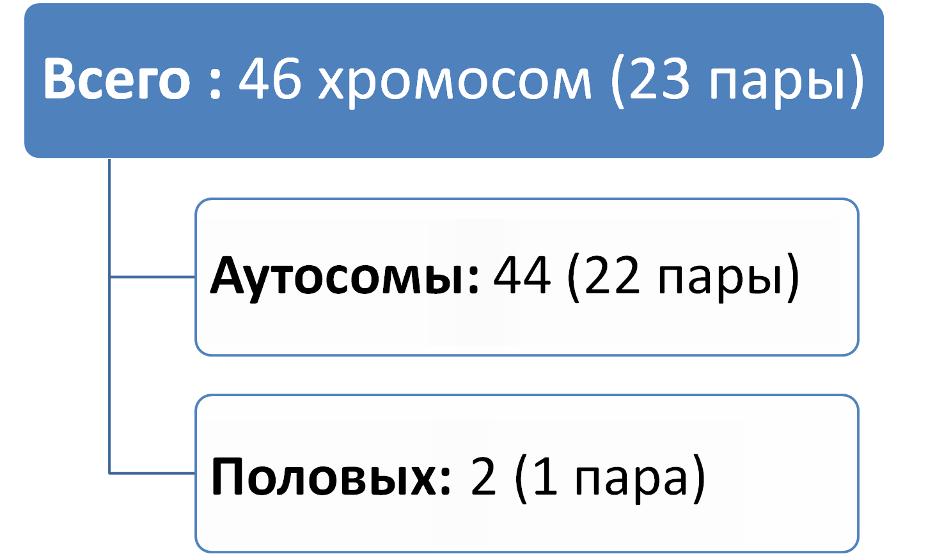 Всего : 46 хромосом (23 пары)
Аутосомы: 44 (22 пары)
Половых: 2 (1 пара)